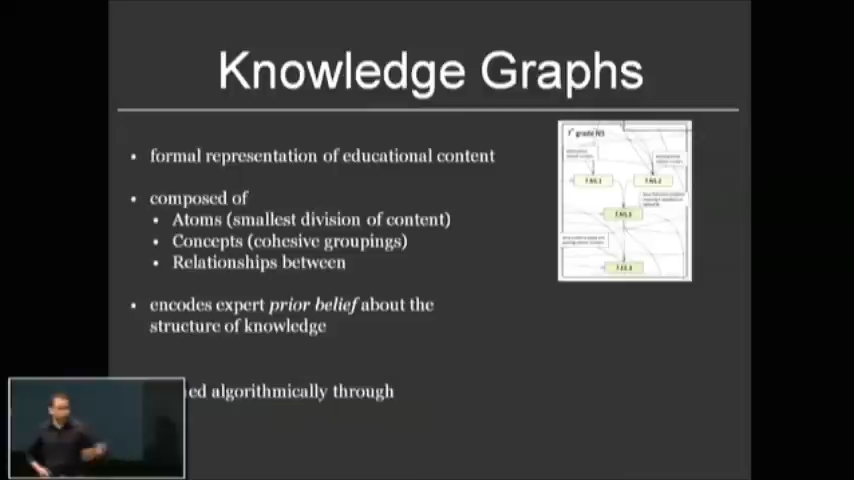 Knowledge Graphs
• formal representation of educational content
• composed of
• Atoms (smallest division of content)
• Concepts (cohesive groupings)
• Relationships between
• encodes expert prior belief about the
structure of knowledge
algorithmically through